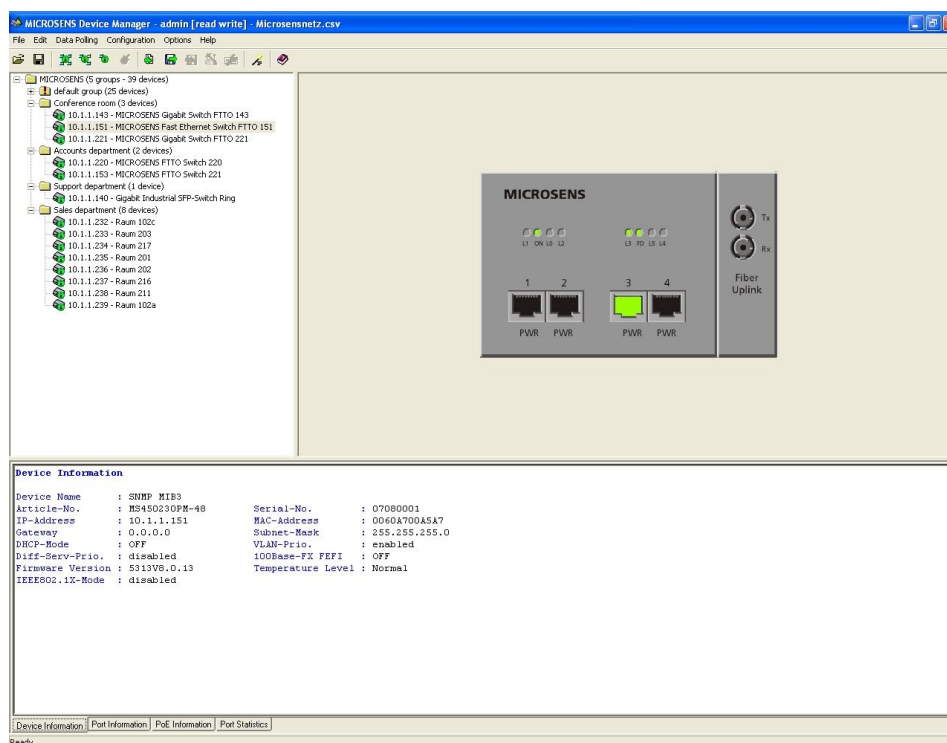 MICROSENS Device Manager - admin [read write] - Microsensnetz.csv
File Edit Data Polling Configuration Options Help
MICROSENS (5 groups - 39 devices)
default group (25 devices)
Conference room (3 devices)
10.1.1.143 - MICROSENS Gigabit Switch FTTO 143
10.1.1.151 - MICROSENS Fast Ethernet Switch FTTO 151
10.1.1.221 - MICROSENS Gigabit Switch FTTO 221
Accounts department (2 devices)
10.1.1.220 - MICROSENS FTTO Switch 220
10.1.1.153 - MICROSENS FTTO Switch 221
Support department (1 device)
10.1.1.140 - Gigabit Industrial SFP-Switch Ring
Sales department (8 devices)
10.1.1.232 - Raum 102c
10.1.1.233 - Raum 203
10.1.1.234 - Raum 217
10.1.1.235 - Raum 201
10.1.1.236 - Raum 202
10.1.1.237 - Raum 216
10.1.1.238 - Raum 211
10.1.1.239 - Raum 102a
MICROSENS
L1 ON L0 L2 L3 FD L5 L4
1 2 3 4
PWR PWR PWR PWR
Tx
Rx
Fiber
Uplink
Device Information
Device Name : SNMP MIB3
Article-No. : MS450230PM-48 Serial-No. : 07080001
IP-Address : 10.1.1.151 MAC-Address : 0060A700A5A7
Gateway : 0.0.0.0 Subnet-Mask : 255.255.255.0
DHCP-Mode : OFF VLAN-Prio. : enabled
Diff-Serv-Prio. : disabled 100Base-FX FEFI : OFF
Firmware Version : 5313V8.0.13 Temperature Level : Normal
IEEE802.1X-Mode : disabled
Device Information Port Information PoE Information Port Statistics
Ready